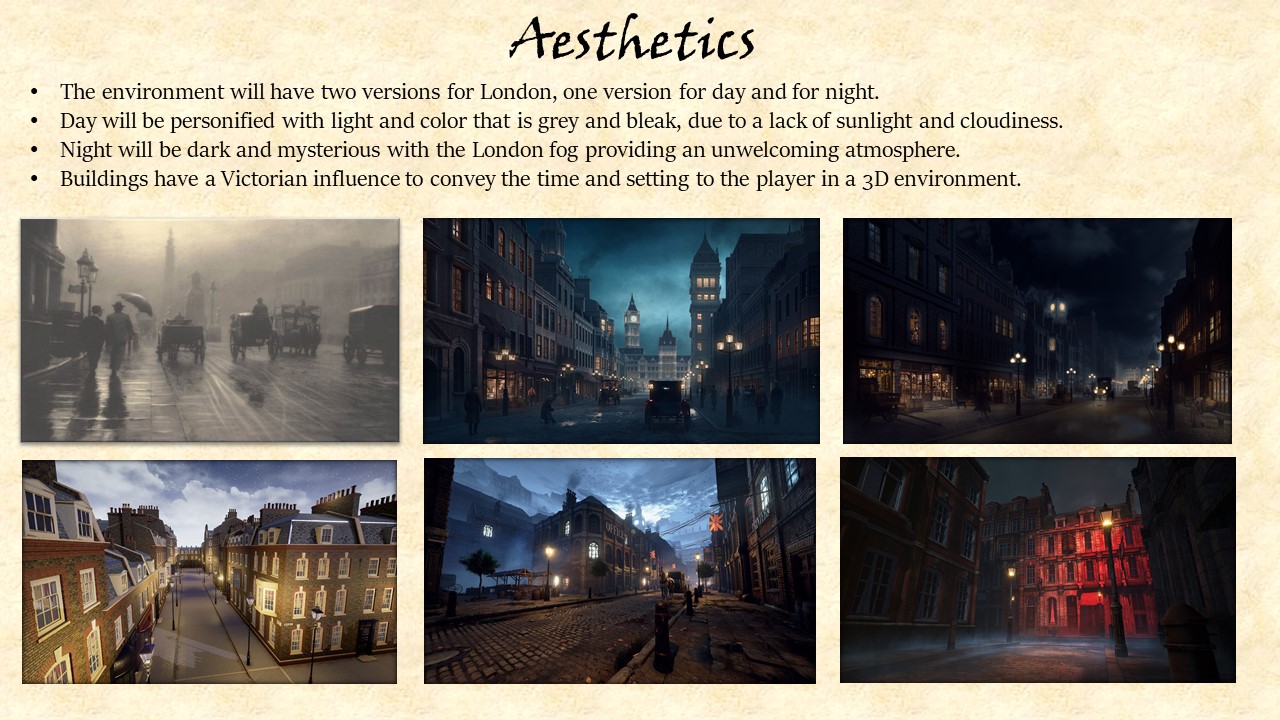 Aesthetics
• The environment will have two versions for London, one version for day and for night.
• Day will be personified with light and color that is grey and bleak, due to a lack of sunlight and cloudiness.
• Night will be dark and mysterious with the London fog providing an unwelcoming atmosphere.
• Buildings have a Victorian influence to convey the time and setting to the player in a 3D environment.